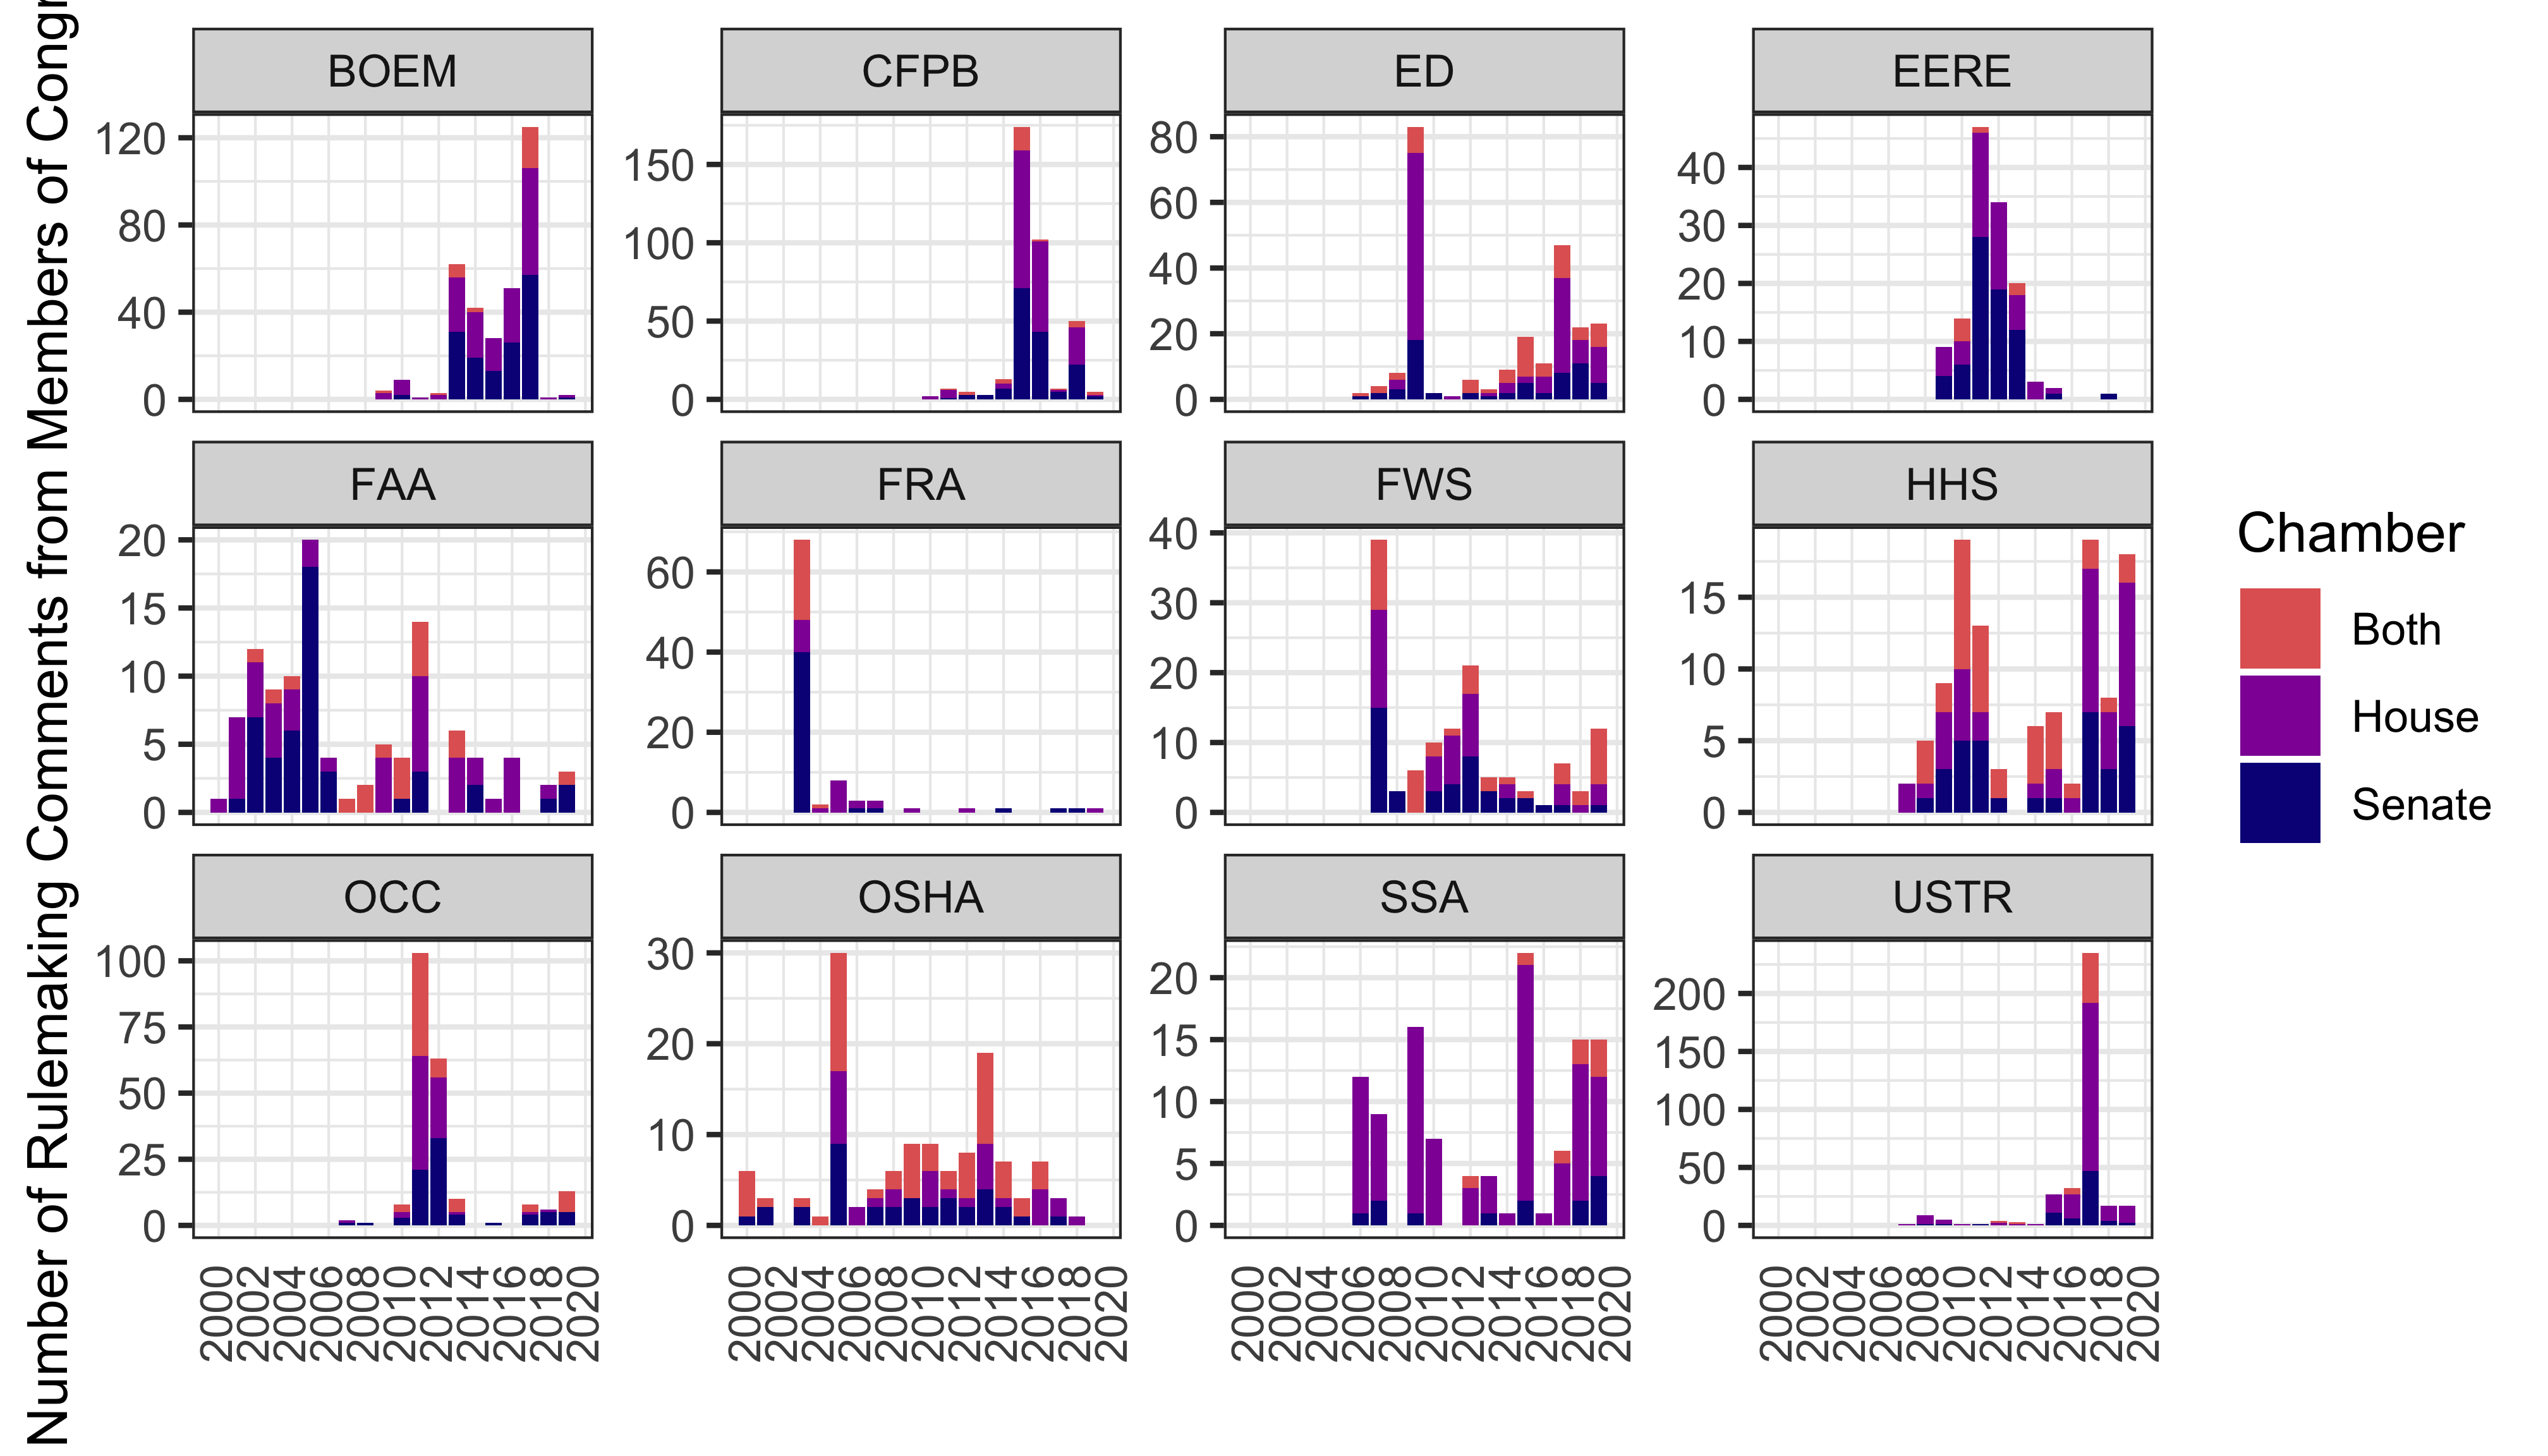 Number of Rulemaking Comments from Members of Congr
BOEM
CFPB
ED
EERE
120
80
40
0
150
100
50
0
80
60
40
20
0
40
30
20
10
0
FAA
FRA
FWS
HHS
20
15
10
5
0
60
40
20
0
40
30
20
10
0
15
10
5
0
OCC
OSHA
SSA
USTR
100
75
50
25
0
30
20
10
0
20
15
10
5
0
200
150
100
50
0
2000 2002 2004 2006 2008 2010 2012 2014 2016 2018 2020
2000 2002 2004 2006 2008 2010 2012 2014 2016 2018 2020
2000 2002 2004 2006 2008 2010 2012 2014 2016 2018 2020
2000 2002 2004 2006 2008 2010 2012 2014 2016 2018 2020
Chamber
Both
House
Senate